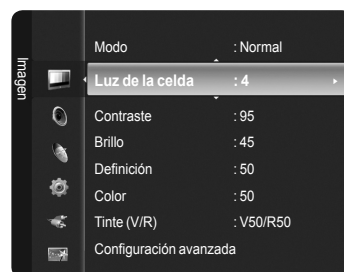 Imagen
Modo : Normal
Luz de la celda : 4
Contraste : 95
Brillo : 45
Definición : 50
Color : 50
Tinte (V/R) : V50/R50
Configuración avanzada